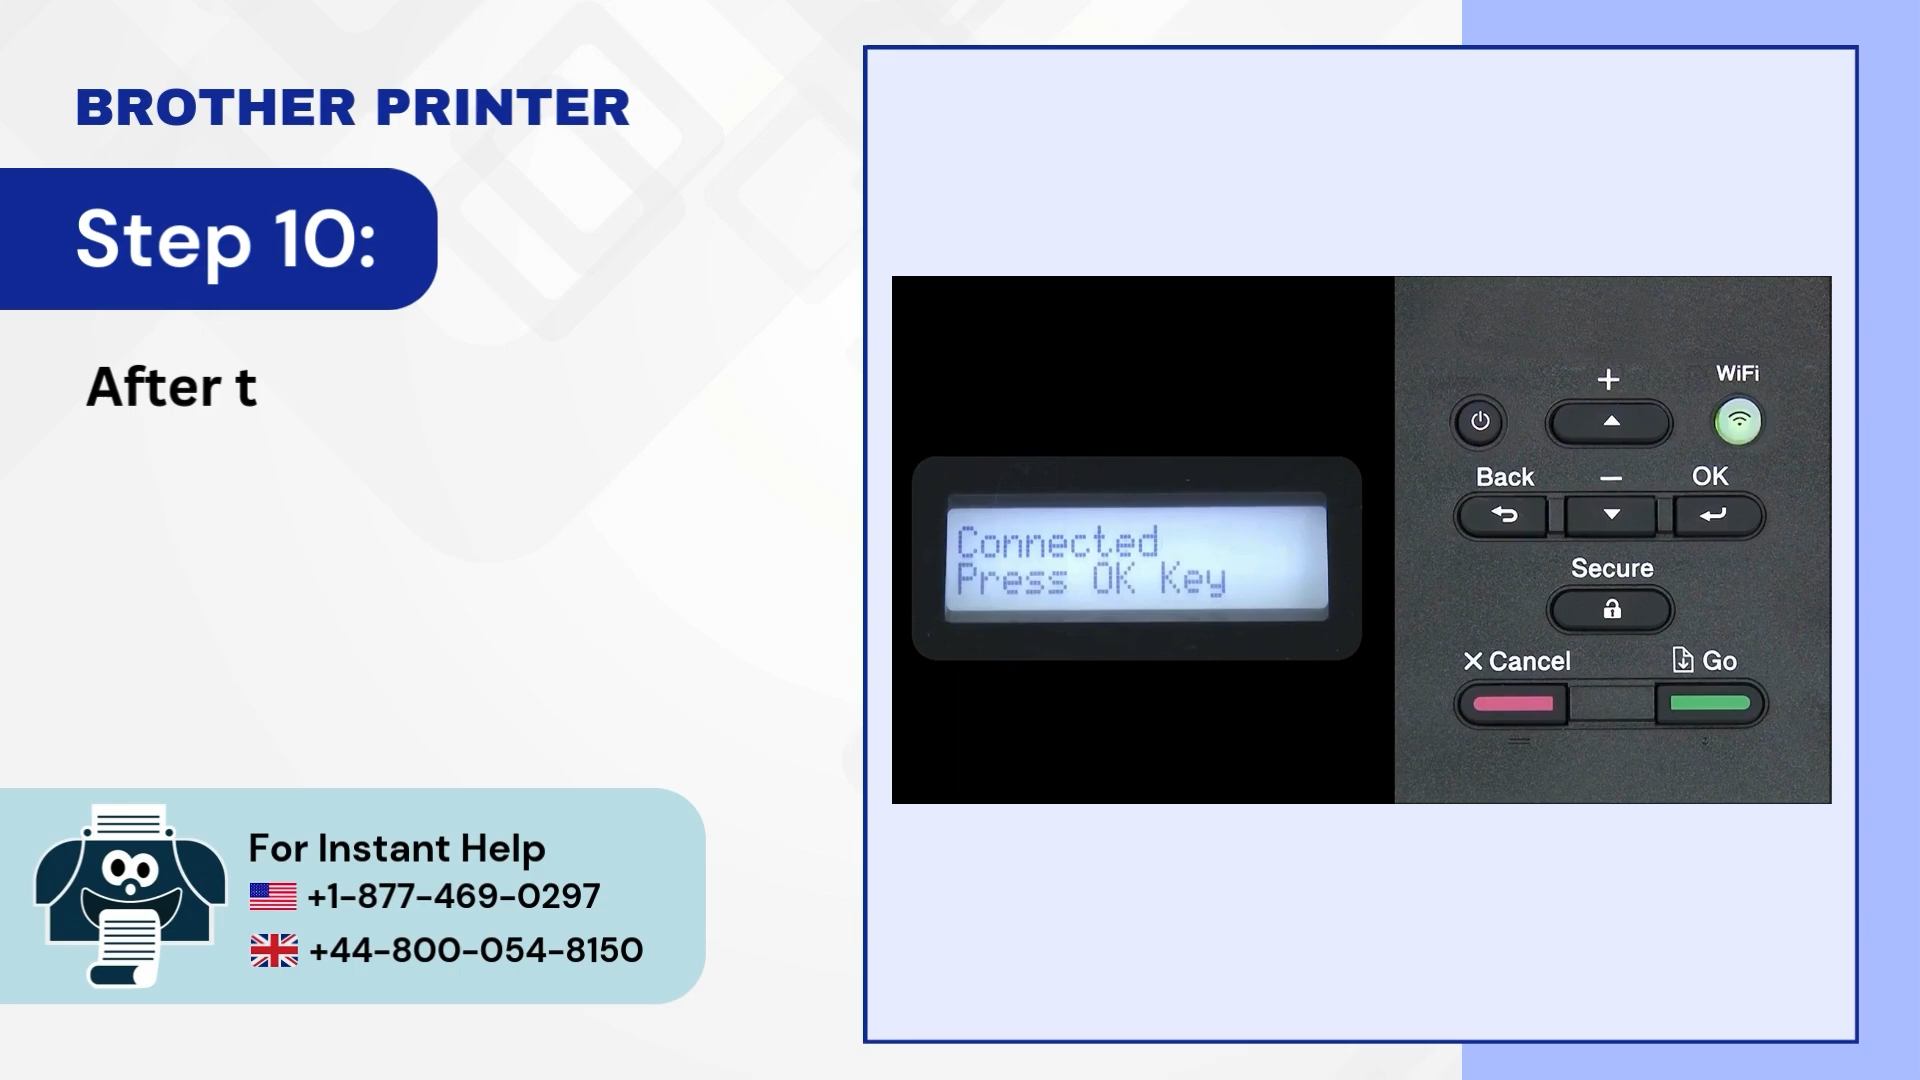 BROTHER PRINTER
Step 10:
After t
For Instant Help
+1-877-469-0297
+44-800-054-8150
Connected
Press OK Key
+
WiFi
Back
—
OK
Secure
X Cancel
Go